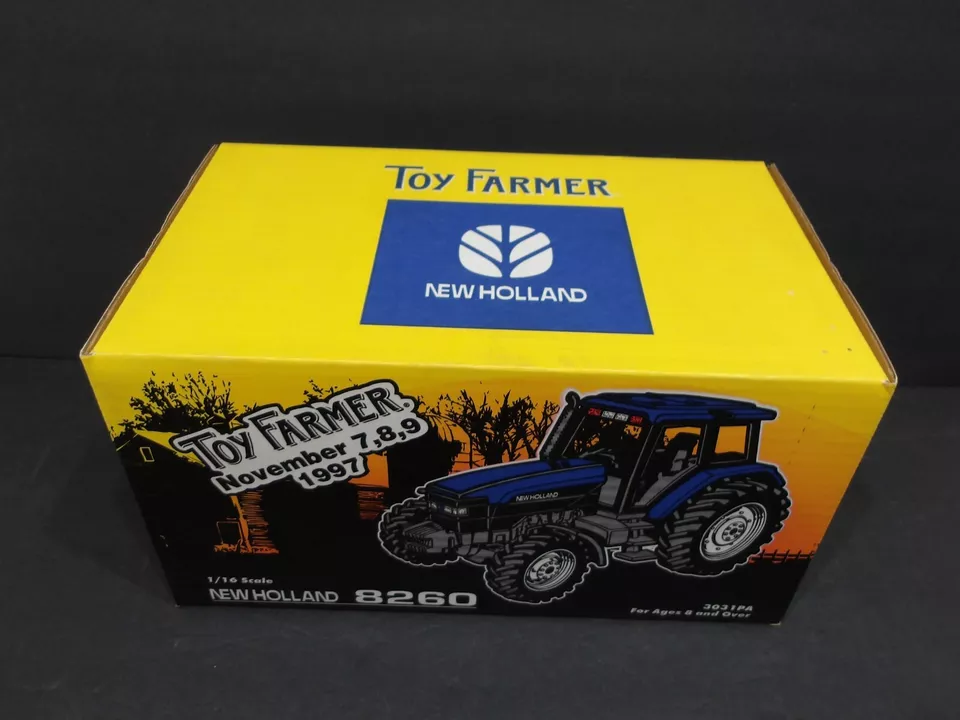 TOY FARMER
NEW HOLLAND
TOY FARMER.
November 7,8,9
1997
NEW HOLLAND
1/16 Scale
NEW HOLLAND 8260
3031PA
For Ages 8 and Over